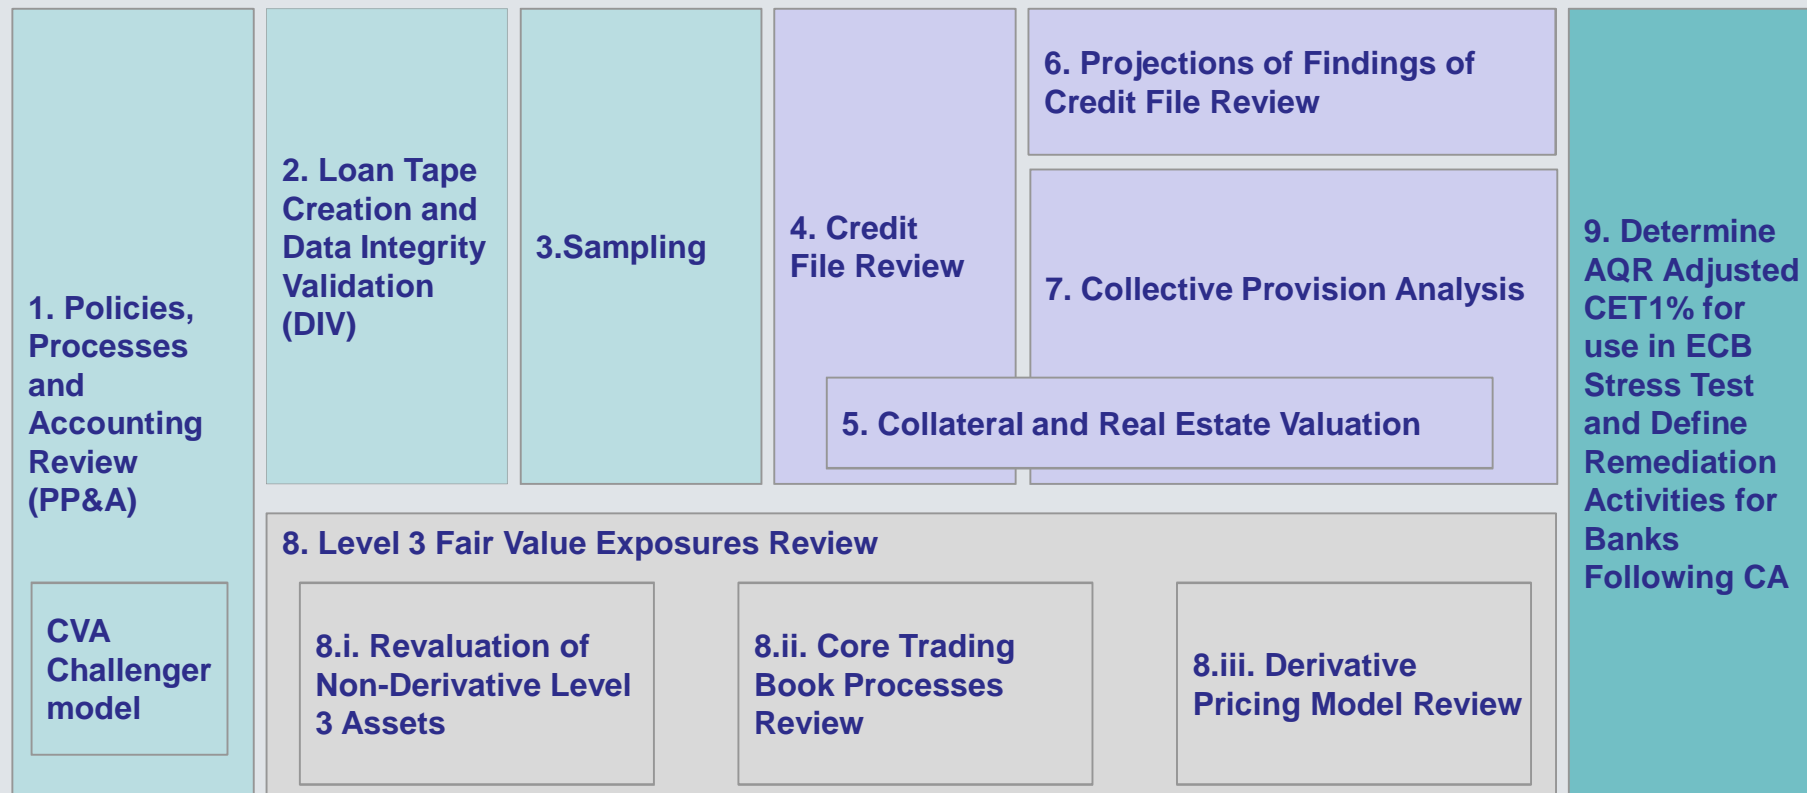 1. Policies,
Processes
and
Accounting
Review
(PP&A)
CVA
Challenger
model
2. Loan Tape
Creation and
Data Integrity
Validation
(DIV)
3.Sampling
4. Credit
File Review
5. Collateral and Real Estate Valuation
6. Projections of Findings of
Credit File Review
7. Collective Provision Analysis
8. Level 3 Fair Value Exposures Review
8.i. Revaluation of
Non-Derivative Level
3 Assets
8.ii. Core Trading
Book Processes
Review
8.iii. Derivative
Pricing Model Review
9. Determine
AQR Adjusted
CET1% for
use in ECB
Stress Test
and Define
Remediation
Activities for
Banks
Following CA